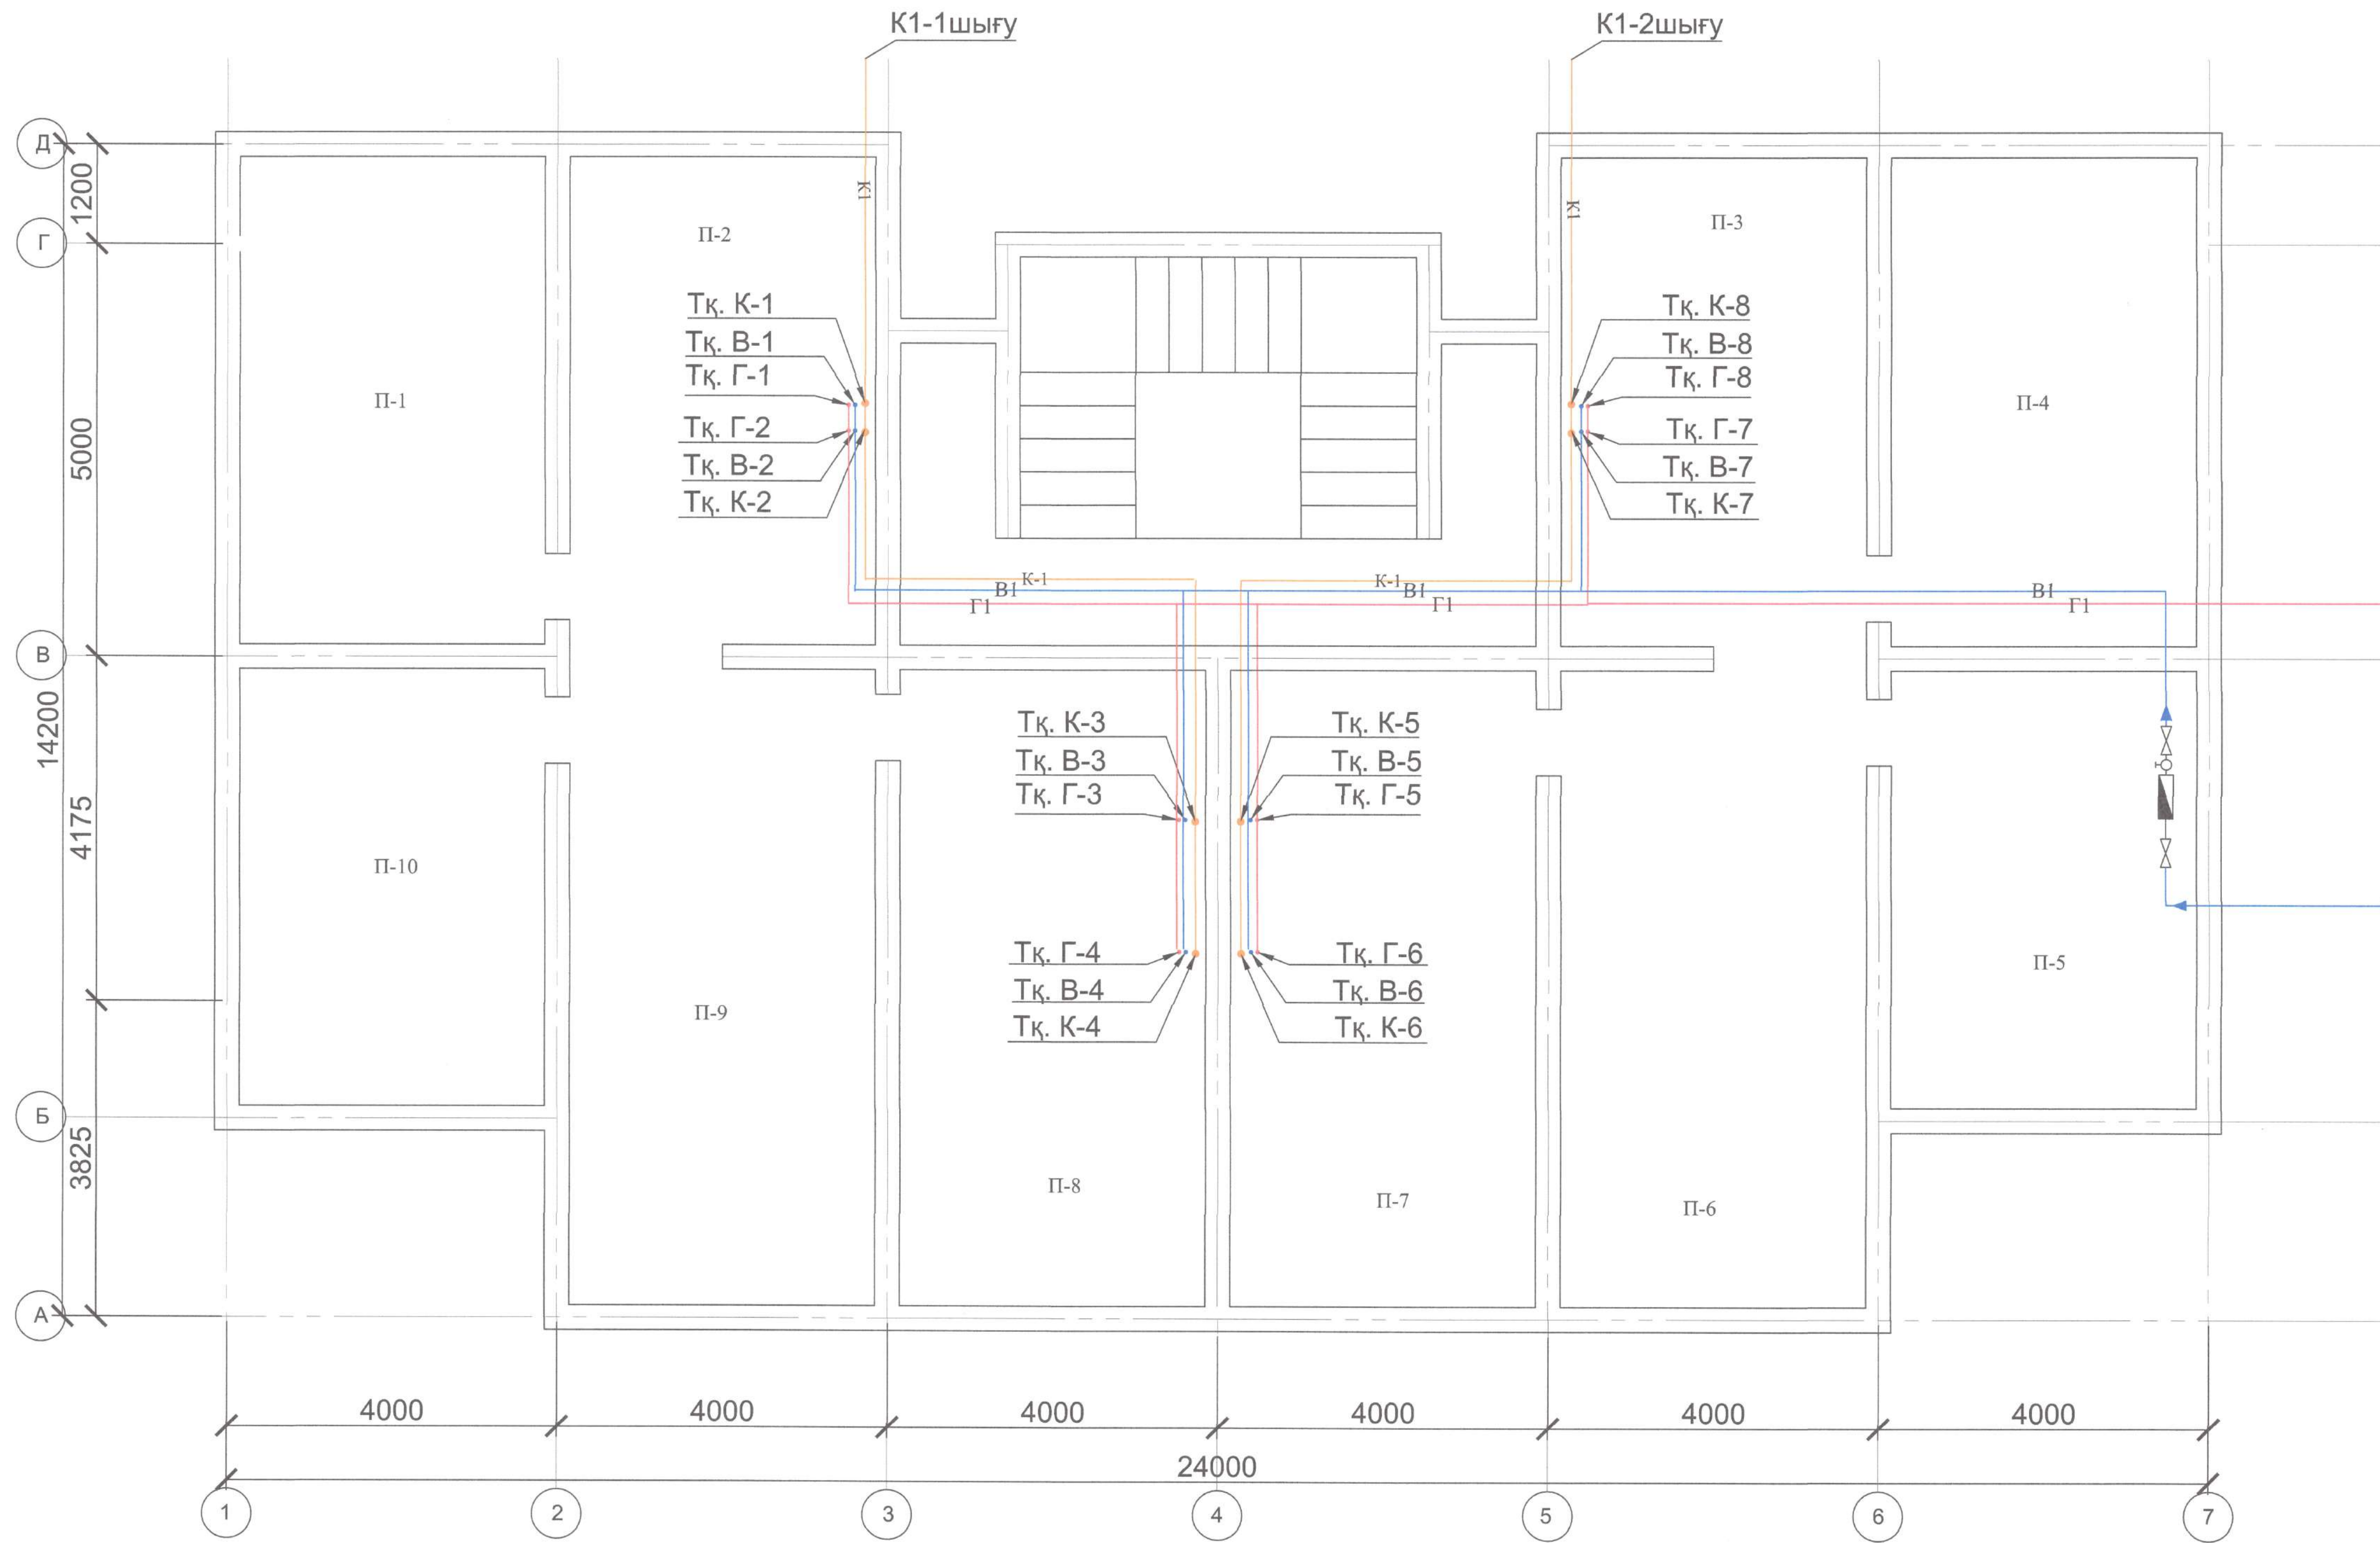 К1-1шығу
К1-2шығу
Д
1200
К1
К1
Г
П-2
П-3
Тқ. К-1
Тқ. В-1
Тқ. Г-1
Тқ. Г-2
Тқ. В-2
Тқ. К-2
Тқ. К-8
Тқ. В-8
Тқ. Г-8
Тқ. Г-7
Тқ. В-7
Тқ. К-7
П-1
П-4
5000
К-1
В1
Г1
К-1
В1
Г1
В1
Г1
В
14200
Тқ. К-3
Тқ. В-3
Тқ. Г-3
Тқ. К-5
Тқ. В-5
Тқ. Г-5
4175
П-10
Тқ. Г-4
Тқ. В-4
Тқ. К-4
Тқ. Г-6
Тқ. В-6
Тқ. К-6
П-5
П-9
Б
3825
П-8
П-7
П-6
А
4000
4000
4000
4000
4000
4000
24000
1
2
3
4
5
6
7